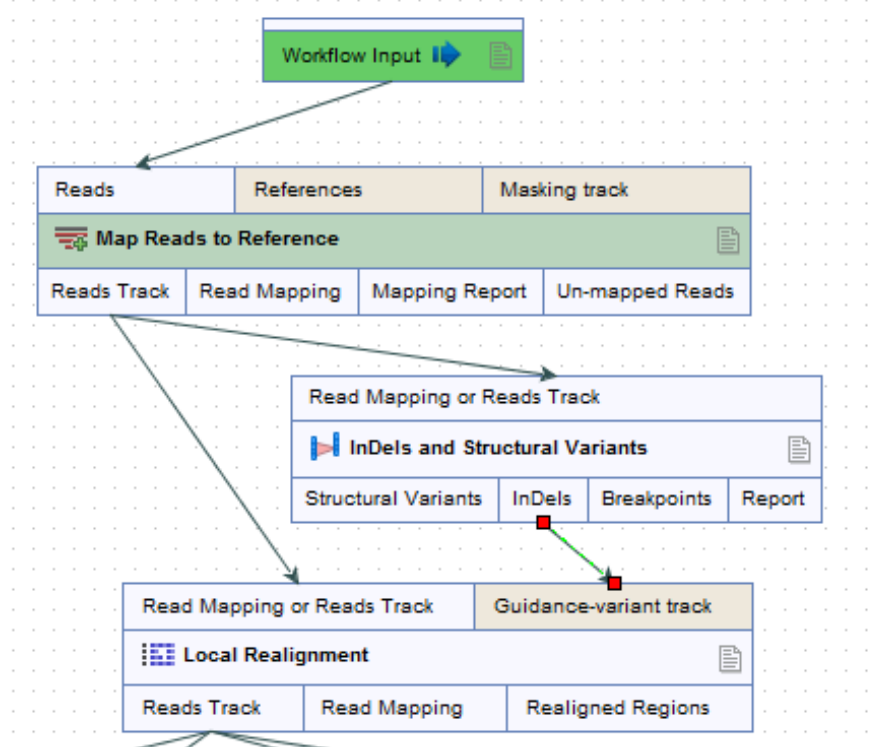 Workflow Input
Reads References Masking track
Map Reads to Reference
Reads Track Read Mapping Mapping Report Un-mapped Reads
Read Mapping or Reads Track
InDels and Structural Variants
Structural Variants InDels Breakpoints Report
Read Mapping or Reads Track Guidance-variant track
Local Realignment
Reads Track Read Mapping Realigned Regions